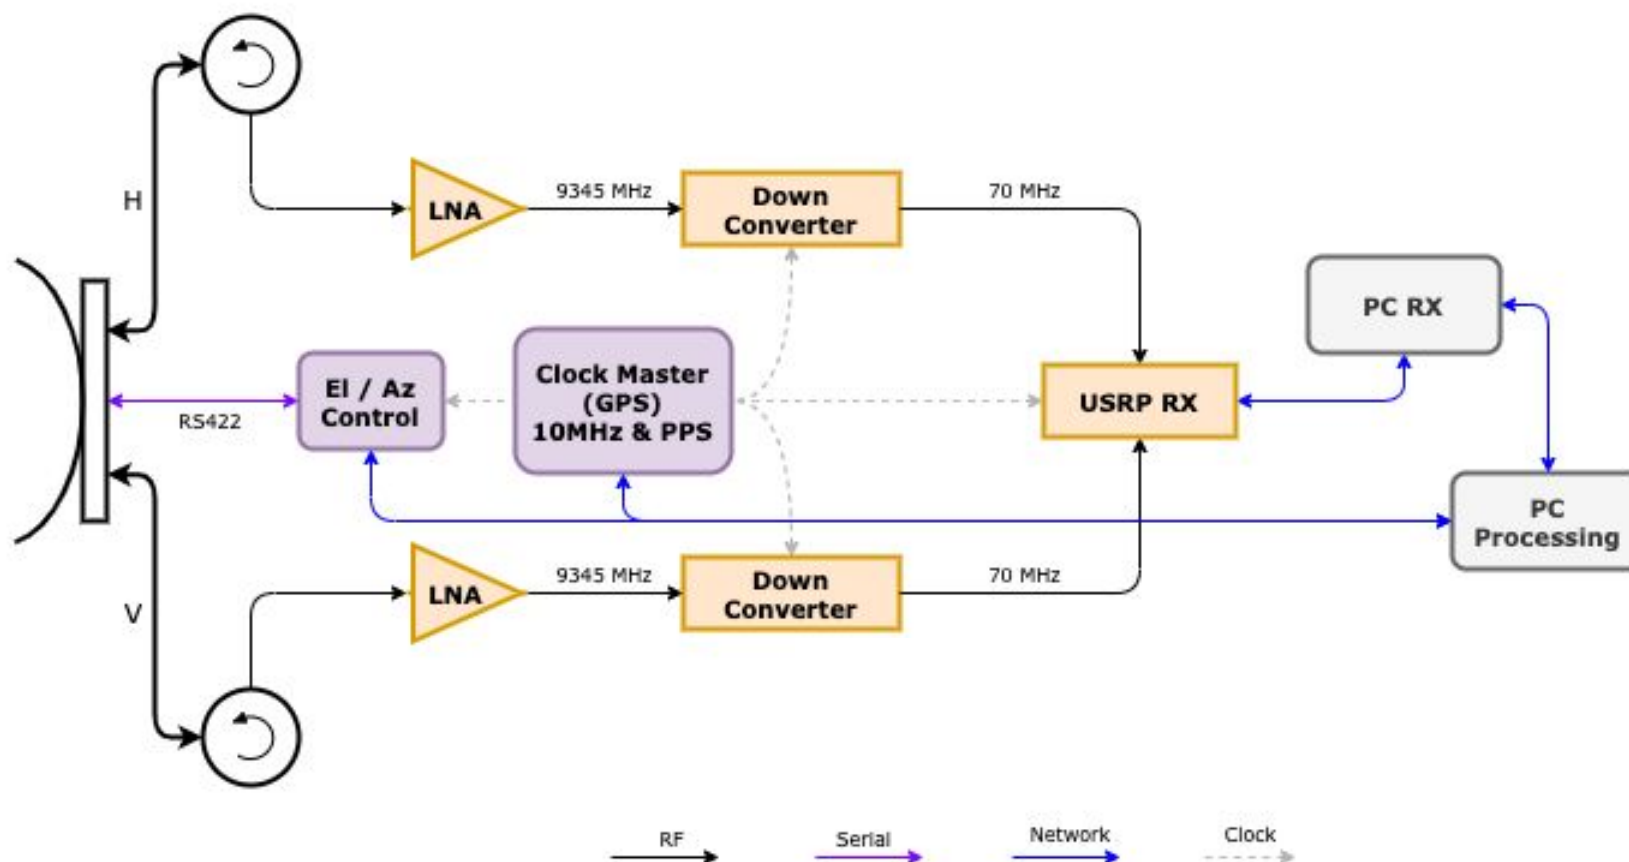 H
LNA
9345 MHz
Down
Converter
70 MHz
PC RX
El / Az
Control
RS422
Clock Master
(GPS)
10MHz & PPS
USRP RX
PC
Processing
V
LNA
9345 MHz
Down
Converter
70 MHz
RF
Serial
Network
Clock